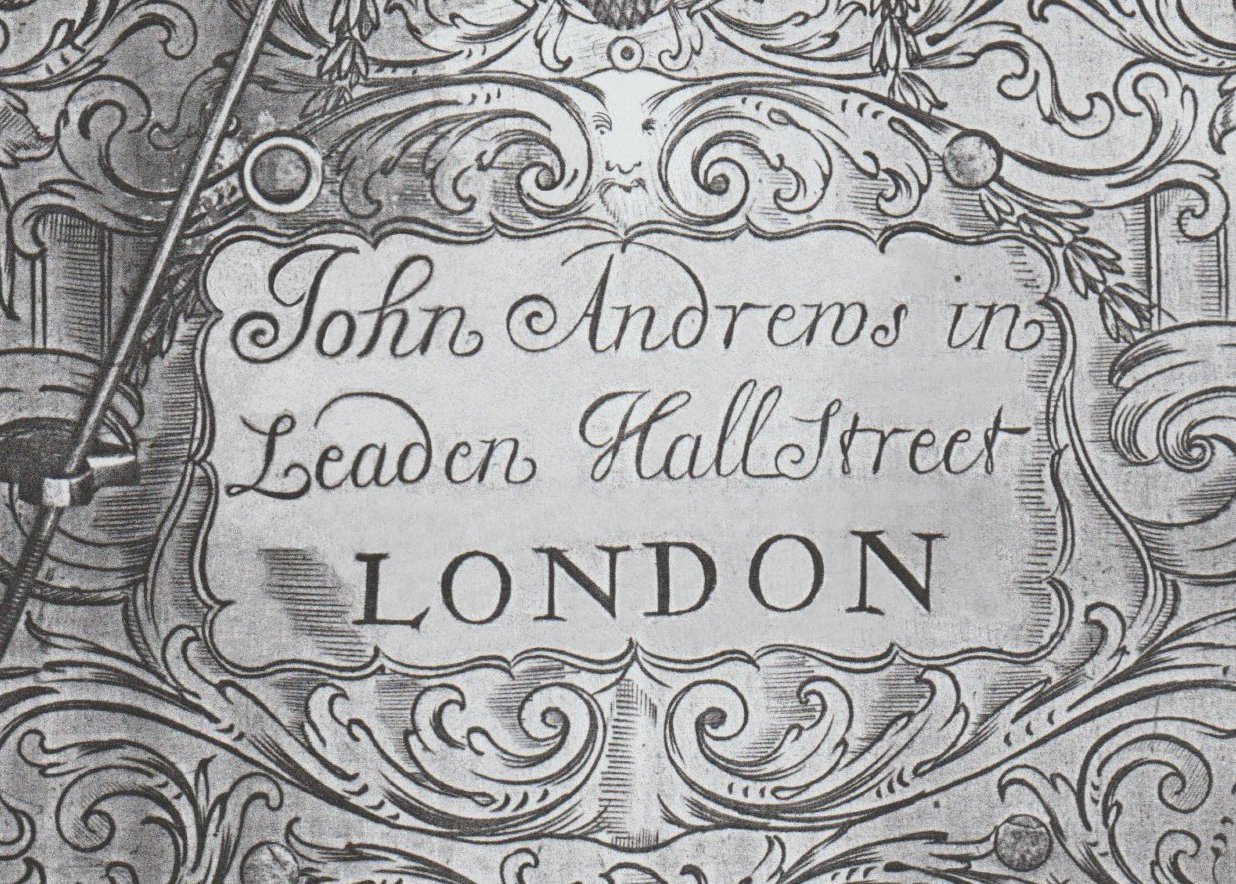 John Andrews in
Leaden Hall Street
LONDON